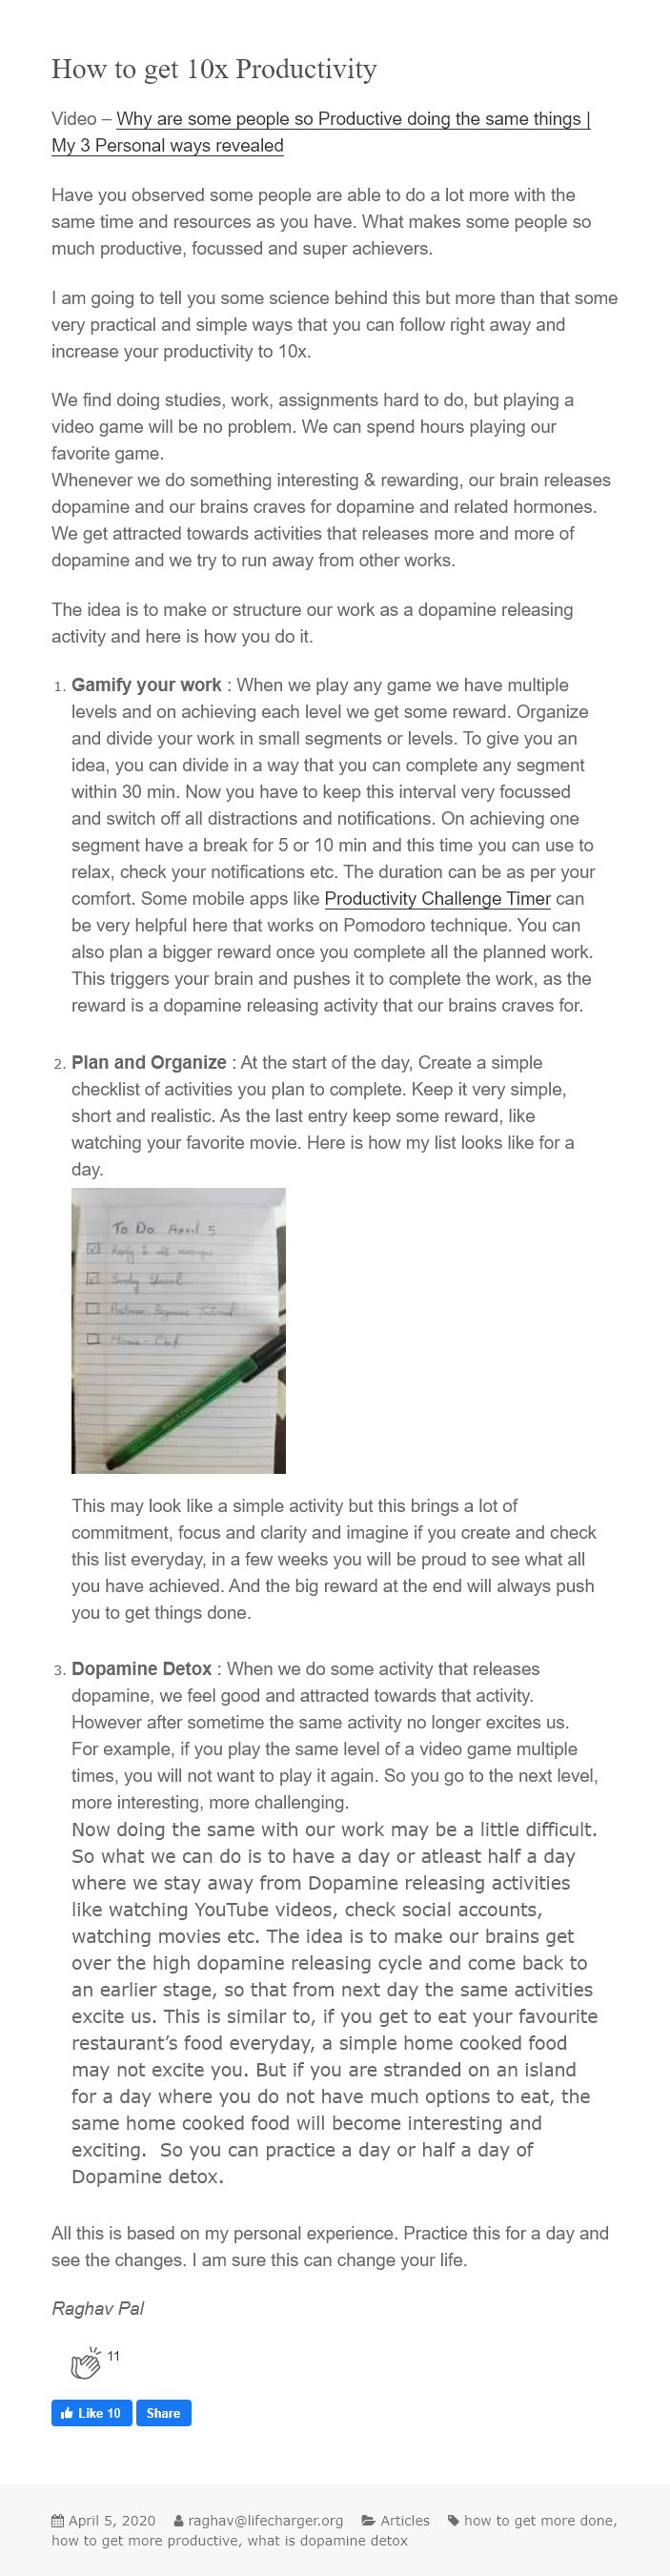 How to get 10x Productivity
Video – Why are some people so Productive doing the same things |
My 3 Personal ways revealed
Have you observed some people are able to do a lot more with the
same time and resources as you have. What makes some people so
much productive, focussed and super achievers.
I am going to tell you some science behind this but more than that some
very practical and simple ways that you can follow right away and
increase your productivity to 10x.
We find doing studies, work, assignments hard to do, but playing a
video game will be no problem. We can spend hours playing our
favorite game.
Whenever we do something interesting & rewarding, our brain releases
dopamine and our brains craves for dopamine and related hormones.
We get attracted towards activities that releases more and more of
dopamine and we try to run away from other works.
The idea is to make or structure our work as a dopamine releasing
activity and here is how you do it.
1. Gamify your work : When we play any game we have multiple
levels and on achieving each level we get some reward. Organize
and divide your work in small segments or levels. To give you an
idea, you can divide in a way that you can complete any segment
within 30 min. Now you have to keep this interval very focussed
and switch off all distractions and notifications. On achieving one
segment have a break for 5 or 10 min and this time you can use to
relax, check your notifications etc. The duration can be as per your
comfort. Some mobile apps like Productivity Challenge Timer can
be very helpful here that works on Pomodoro technique. You can
also plan a bigger reward once you complete all the planned work.
This triggers your brain and pushes it to complete the work, as the
reward is a dopamine releasing activity that our brains craves for.
2. Plan and Organize : At the start of the day, Create a simple
checklist of activities you plan to complete. Keep it very simple,
short and realistic. As the last entry keep some reward, like
watching your favorite movie. Here is how my list looks like for a
day.
To Do April 5
Reply to all messages
This may look like a simple activity but this brings a lot of
commitment, focus and clarity and imagine if you create and check
this list everyday, in a few weeks you will be proud to see what all
you have achieved. And the big reward at the end will always push
you to get things done.
3. Dopamine Detox : When we do some activity that releases
dopamine, we feel good and attracted towards that activity.
However after sometime the same activity no longer excites us.
For example, if you play the same level of a video game multiple
times, you will not want to play it again. So you go to the next level,
more interesting, more challenging.
Now doing the same with our work may be a little difficult.
So what we can do is to have a day or atleast half a day
where we stay away from Dopamine releasing activities
like watching YouTube videos, check social accounts,
watching movies etc. The idea is to make our brains get
over the high dopamine releasing cycle and come back to
an earlier stage, so that from next day the same activities
excite us. This is similar to, if you get to eat your favourite
restaurant’s food everyday, a simple home cooked food
may not excite you. But if you are stranded on an island
for a day where you do not have much options to eat, the
same home cooked food will become interesting and
exciting.  So you can practice a day or half a day of
Dopamine detox.
All this is based on my personal experience. Practice this for a day and
see the changes. I am sure this can change your life.
Raghav Pal
11
Like 10 Share
April 5, 2020 raghav@lifecharger.org Articles how to get more done,
how to get more productive, what is dopamine detox